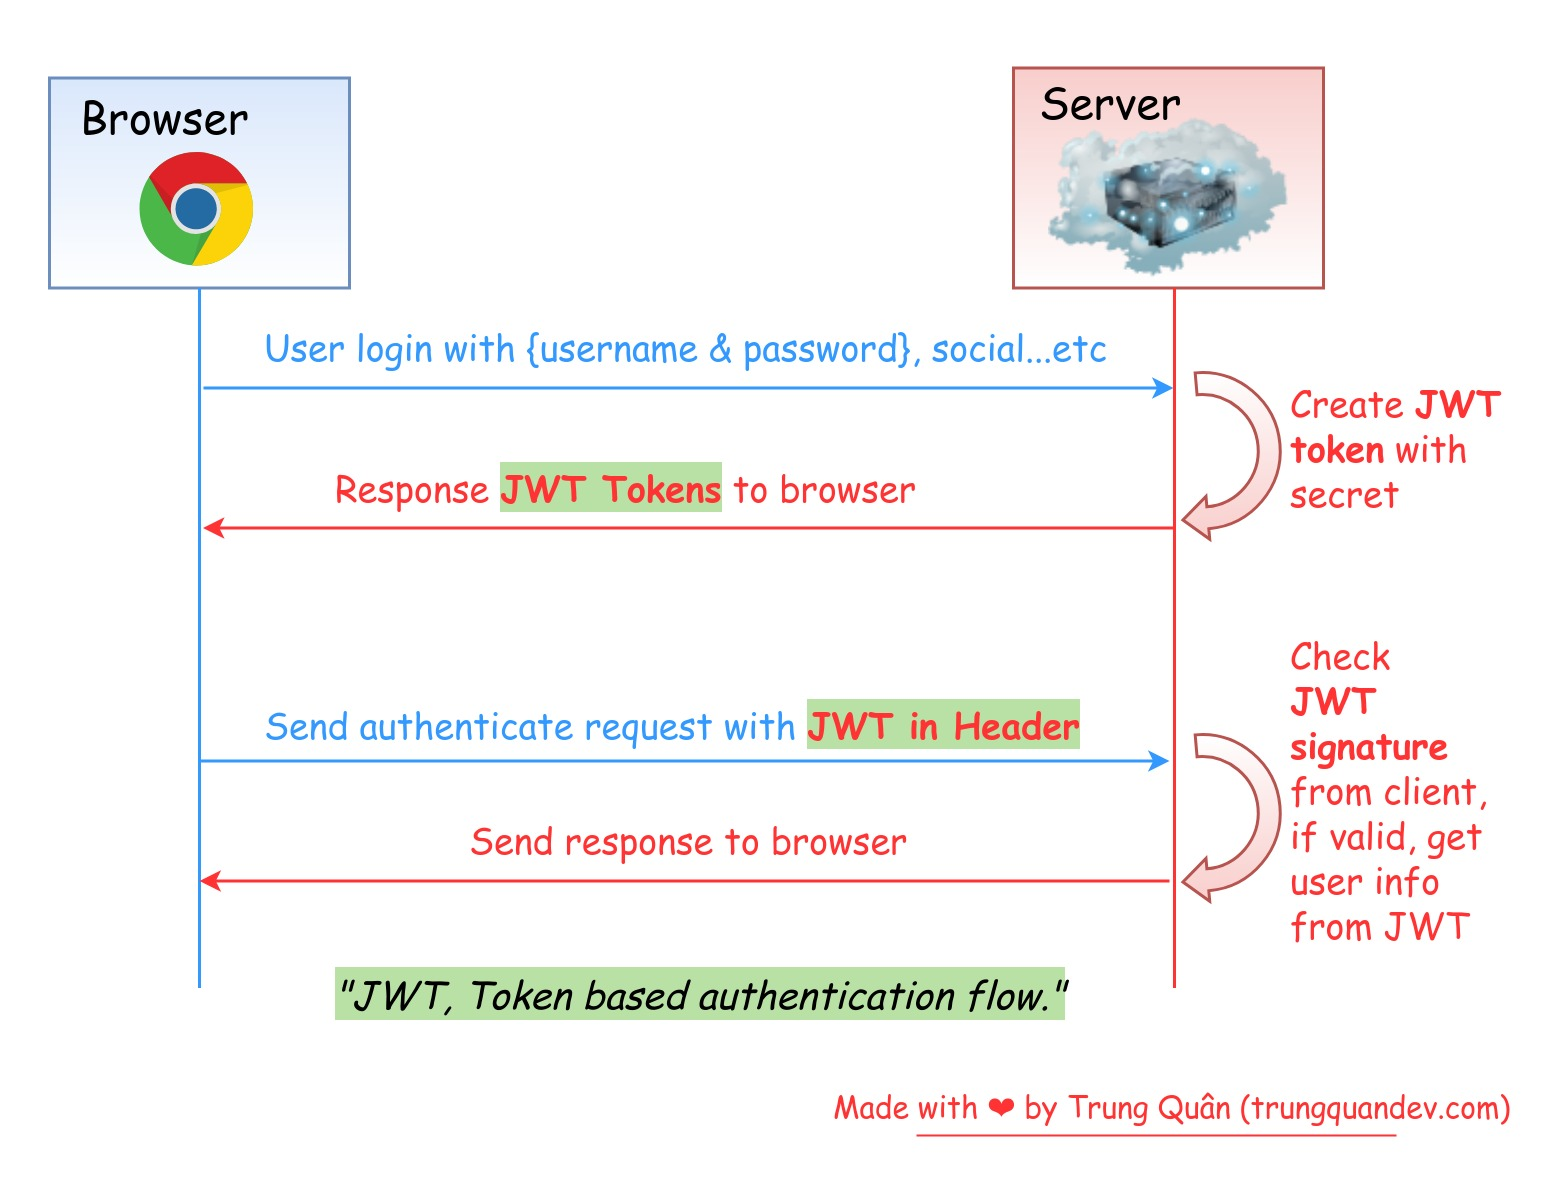 Browser
Server
User login with {username & password}, social...etc
Create JWT
token with
secret
Response JWT Tokens to browser
Check
JWT
signature
from client,
if valid, get
user info
from JWT
Send authenticate request with JWT in Header
Send response to browser
"JWT, Token based authentication flow."
Made with ❤ by Trung Quân (trungquandev.com)